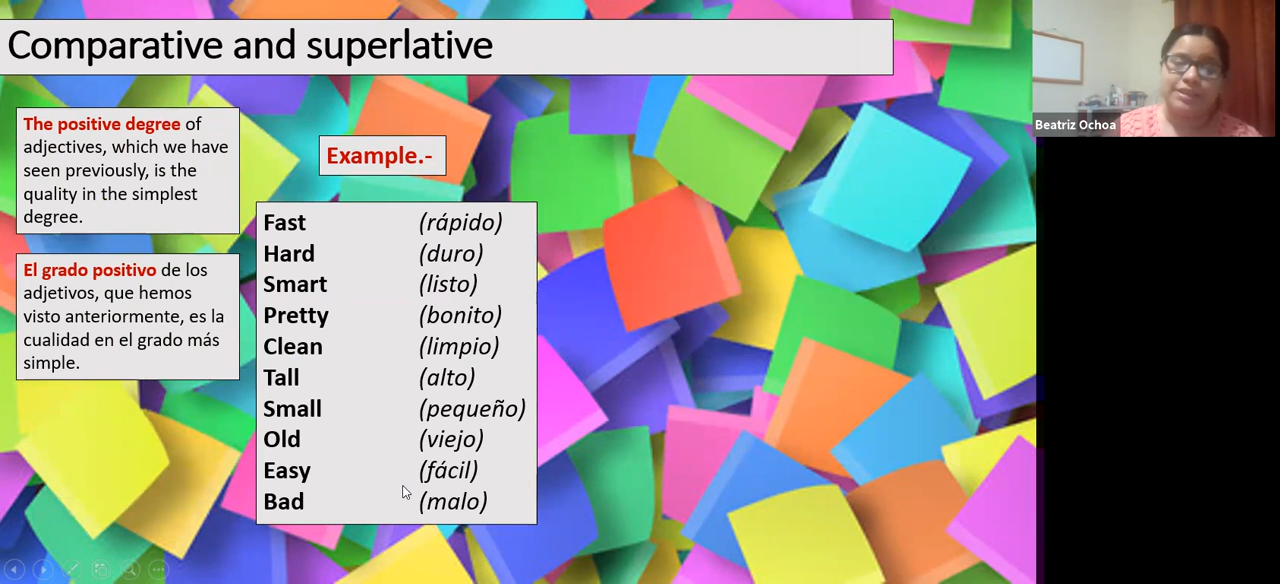 Comparative and superlative
The positive degree of
adjectives, which we have
seen previously, is the
quality in the simplest
degree.
El grado positivo de los
adjetivos, que hemos
visto anteriormente, es la
cualidad en el grado más
simple.
Example.-
Fast (rápido)
Hard (duro)
Smart (listo)
Pretty (bonito)
Clean (limpio)
Tall (alto)
Small (pequeño)
Old (viejo)
Easy (fácil)
Bad (malo)
Beatriz Ochoa